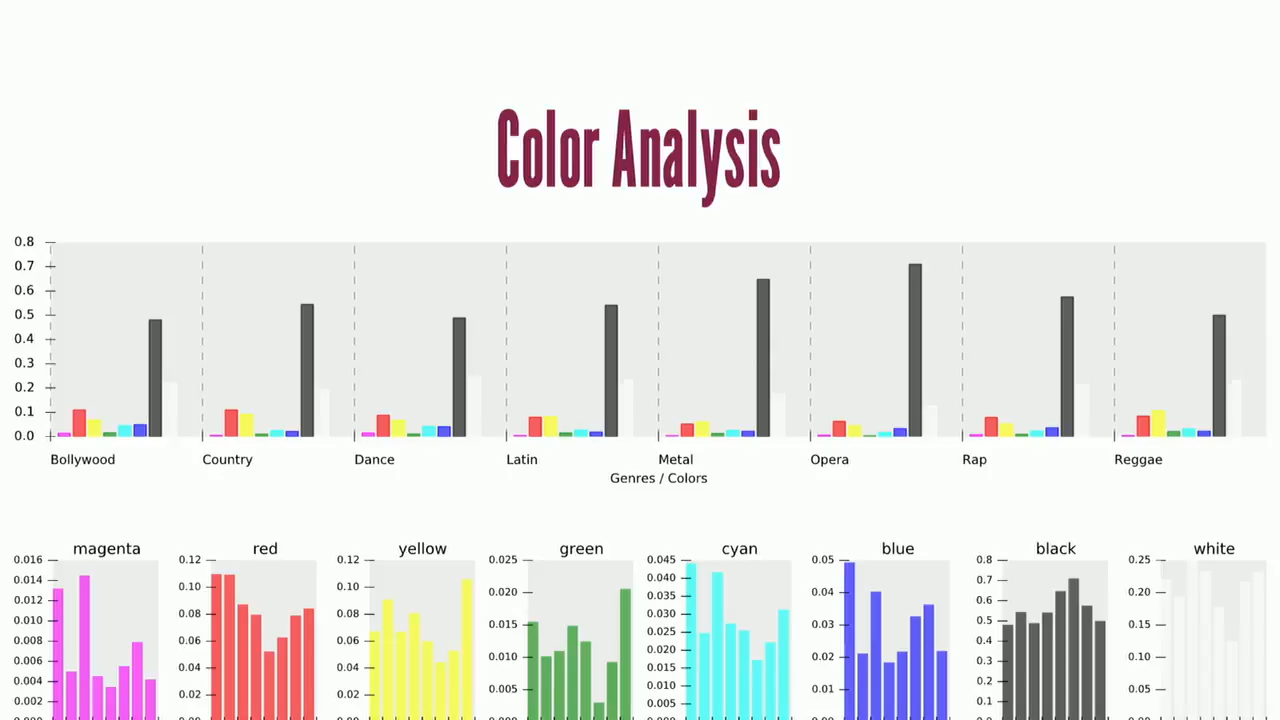 Color Analysis
0.8
0.7
0.6
0.5
0.4
0.3
0.2
0.1
0.0
Bollywood Country Dance Latin Metal Opera Rap Reggae
Genres / Colors
magenta red yellow green cyan blue black white
0.016 0.12 0.12 0.025 0.045 0.05 0.8 0.25
0.014 0.10 0.10 0.020 0.040 0.04 0.7 0.20
0.012 0.08 0.08 0.015 0.035 0.03 0.6 0.15
0.010 0.06 0.06 0.010 0.030 0.02 0.5 0.10
0.008 0.04 0.04 0.005 0.025 0.01 0.4 0.05
0.006 0.02 0.02 0.020 0.3
0.004 0.015 0.2
0.002 0.010 0.1
0.005